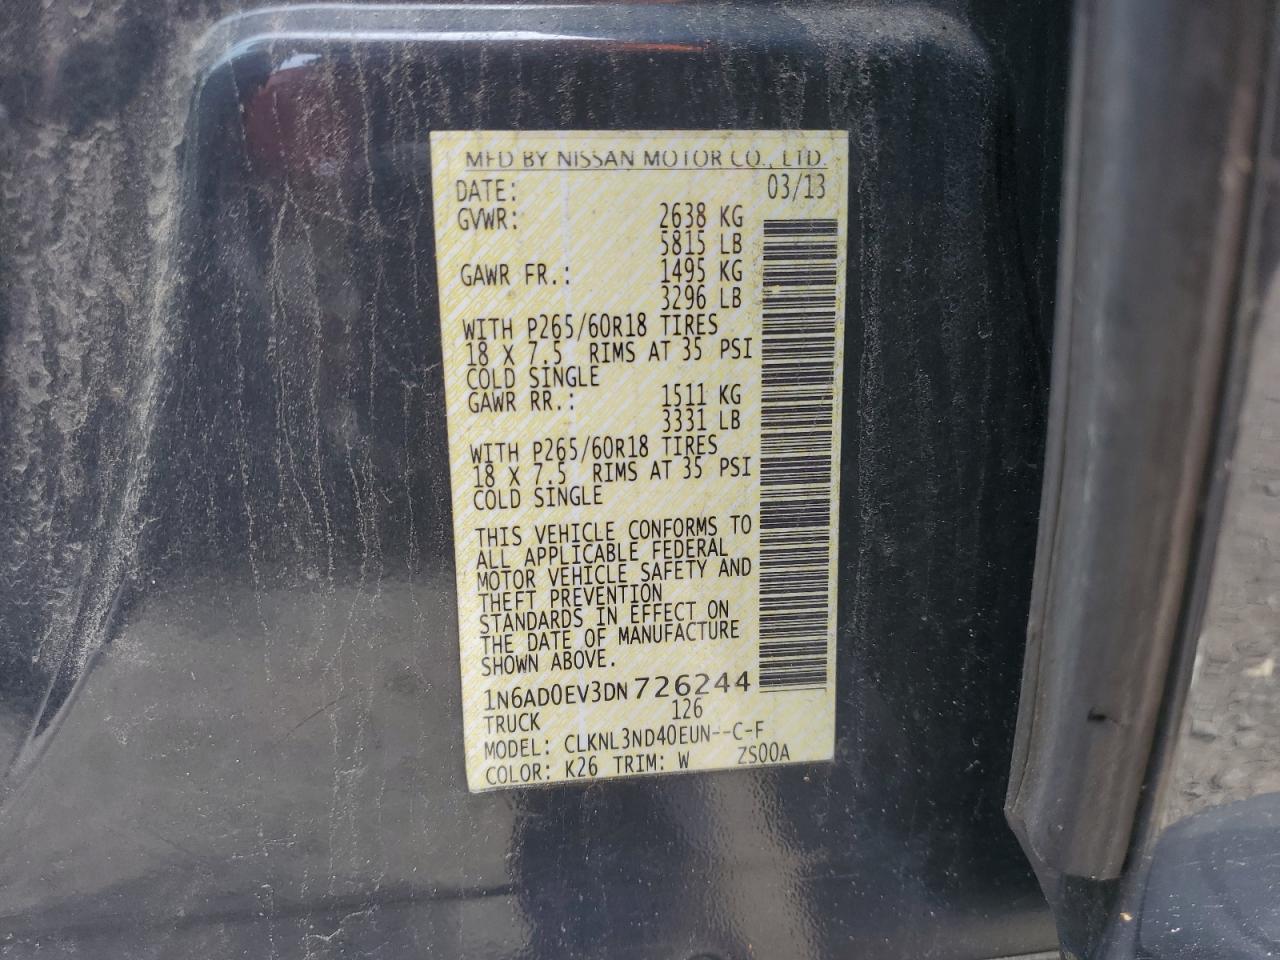 MFD BY NISSAN MOTOR CO., LTD.
DATE: 03/13
GVWR: 2638 KG
5815 LB
GAWR FR.: 1495 KG
3296 LB
WITH P265/60R18 TIRES
18 X 7.5 RIMS AT 35 PSI
COLD SINGLE
GAWR RR.: 1511 KG
3331 LB
WITH P265/60R18 TIRES
18 X 7.5 RIMS AT 35 PSI
COLD SINGLE
THIS VEHICLE CONFORMS TO
ALL APPLICABLE FEDERAL
MOTOR VEHICLE SAFETY AND
THEFT PREVENTION
STANDARDS IN EFFECT ON
THE DATE OF MANUFACTURE
SHOWN ABOVE.
1N6AD0EV3DN726244
TRUCK 126
MODEL: CLKNL3ND40EUN--C-F
COLOR: K26 TRIM: W ZS00A